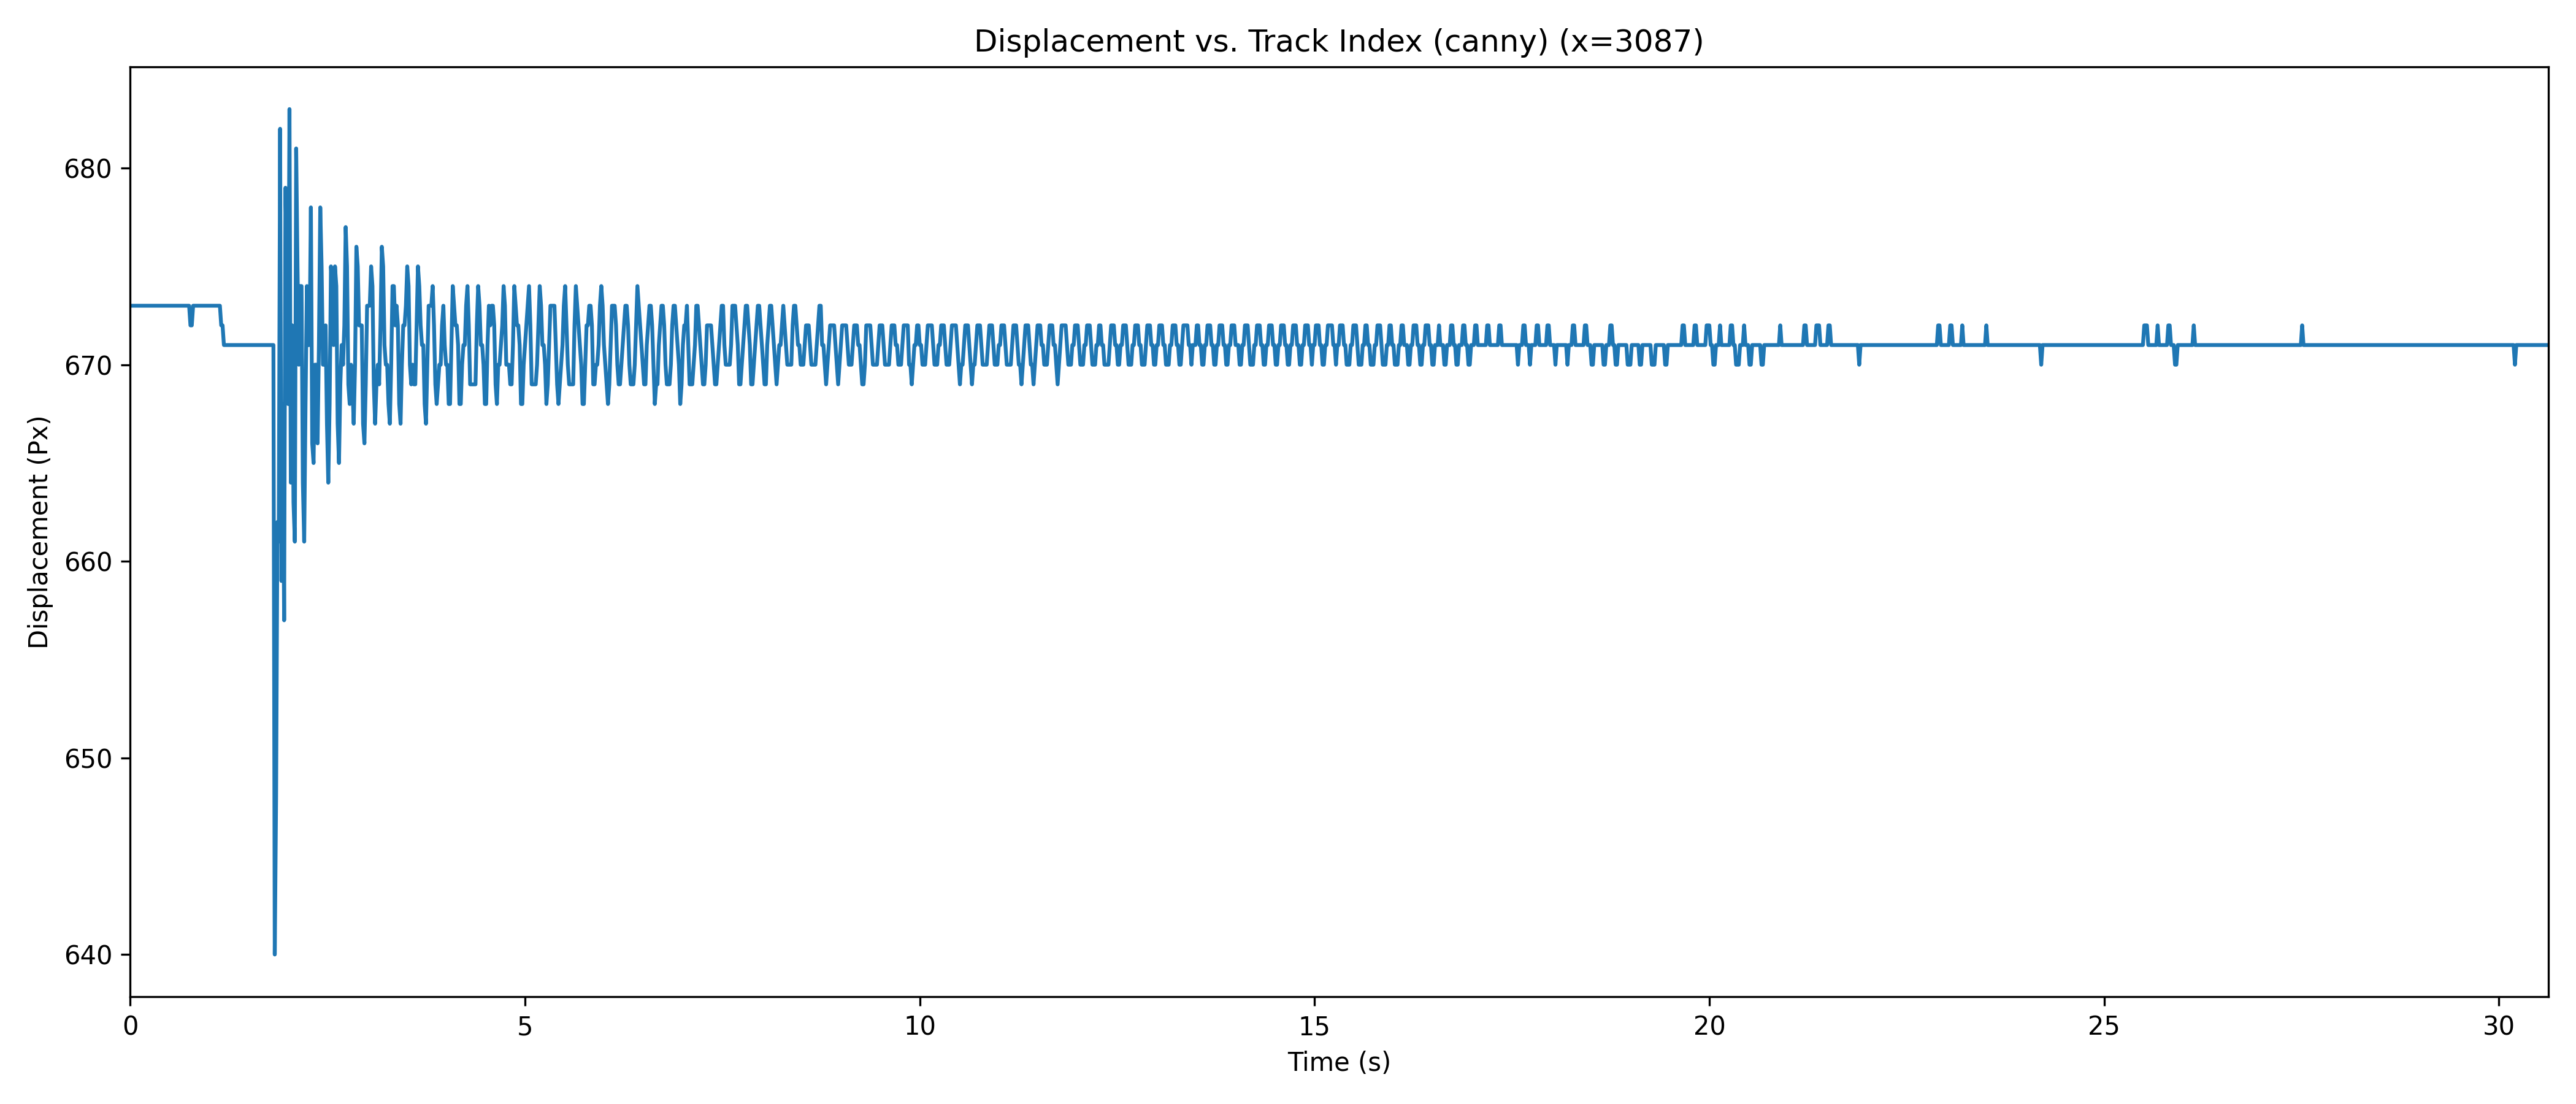 Displacement vs. Track Index (canny) (x=3087)
Displacement (Px)
680
670
660
650
640
0 5 10 15 20 25 30
Time (s)